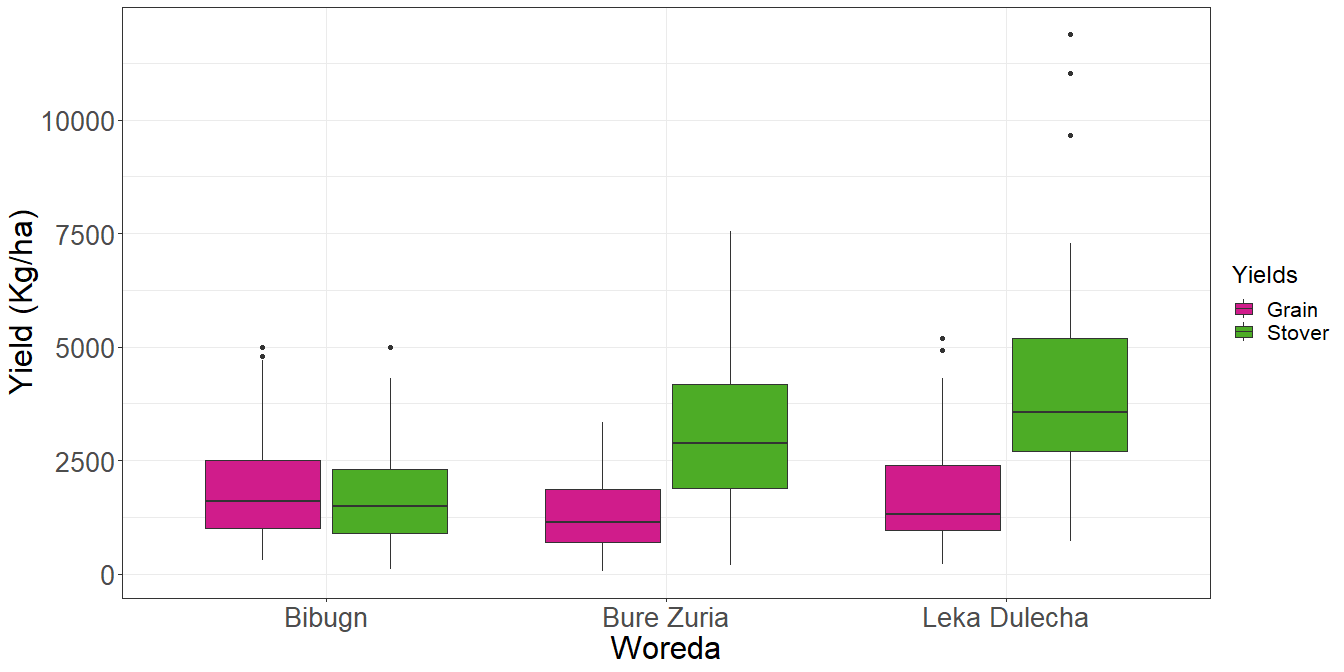 Yield (Kg/ha)
10000
7500
5000
2500
0
Bibugn Bure Zuria Leka Dulecha
Woreda
Yields
Grain
Stover